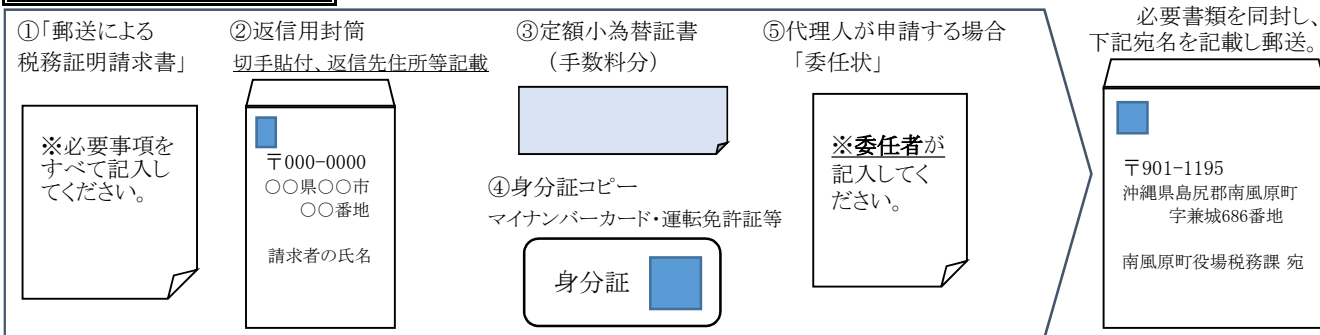 ①「郵送による
税務証明請求書」
※必要事項を
すべて記入し
てください。
②返信用封筒
切手貼付、返信先住所等記載
〒000-0000
○○県○○市
○○番地
請求者の氏名
③定額小為替証書
（手数料分）
④身分証コピー
マイナンバーカード・運転免許証等
身分証
⑤代理人が申請する場合
「委任状」
※委任者が
記入してく
ださい。
必要書類を同封し、
下記宛名を記載し郵送。
〒901-1195
沖縄県島尻郡南風原町
字兼城686番地
南風原町役場税務課 宛